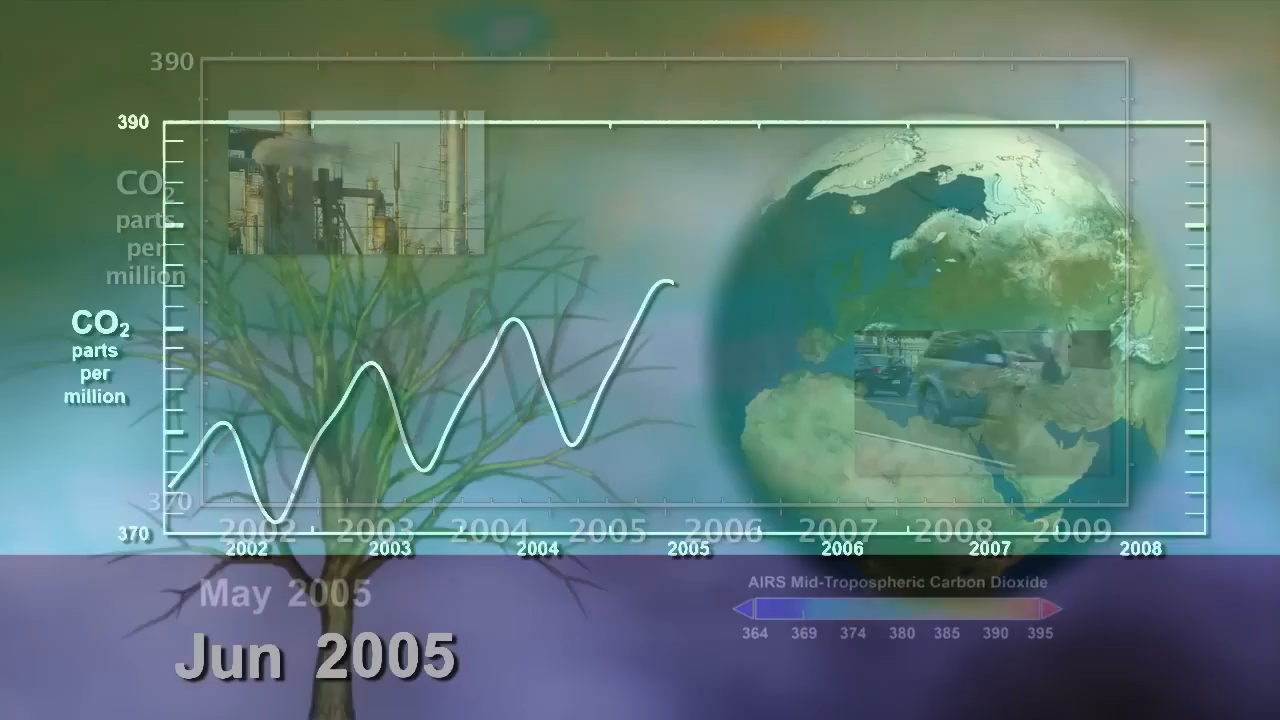 390
390
CO₂
parts
per
million
CO₂
parts
per
million
370
370
2002 2003 2004 2005 2006 2007 2008 2009
2002 2003 2004 2005 2006 2007 2008
May 2005
AIRS Mid-Tropospheric Carbon Dioxide
364 369 374 380 385 390 395
Jun 2005